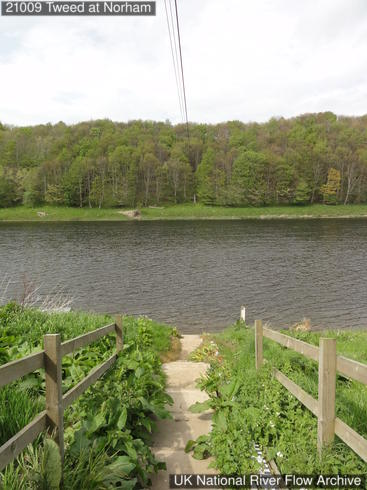 21009 Tweed at Norham
UK National River Flow Archive